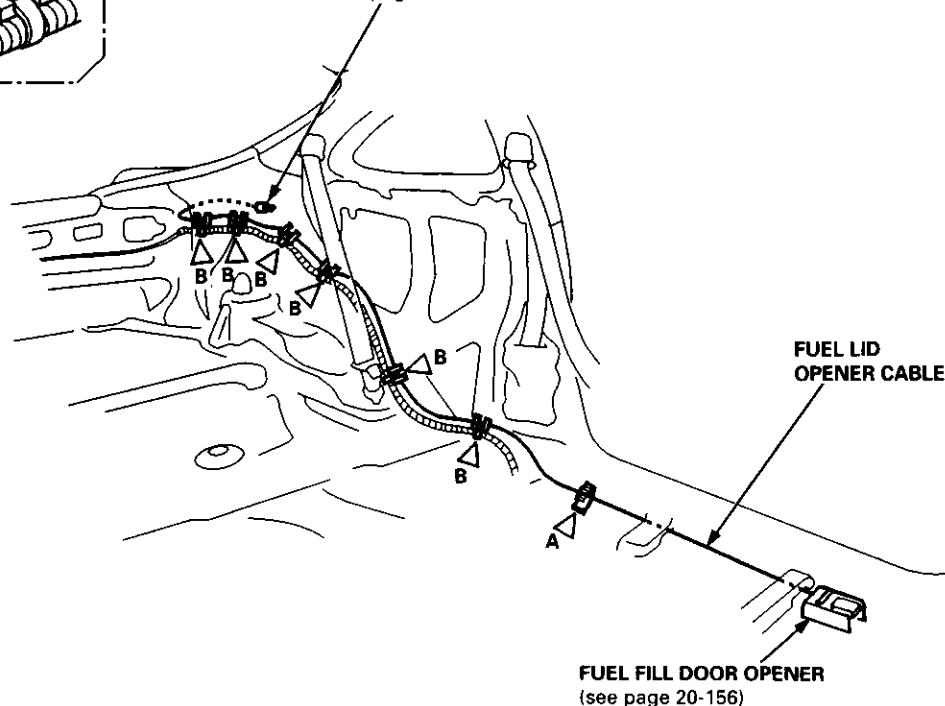 B
B
B
B
B
FUEL LID
OPENER CABLE
B
A
FUEL FILL DOOR OPENER
(see page 20-156)